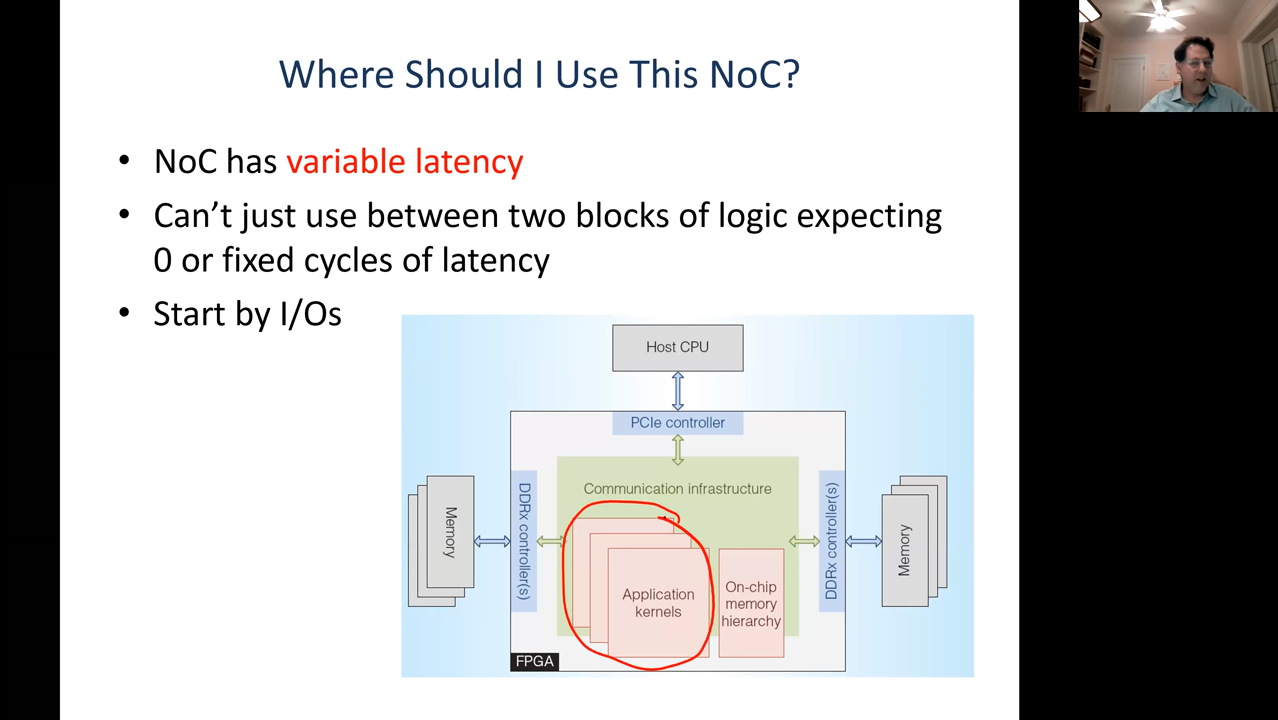 Where Should I Use This NoC?
• NoC has variable latency
• Can’t just use between two blocks of logic expecting
0 or fixed cycles of latency
• Start by I/Os
Host CPU
PCIe controller
Communication infrastructure
Memory
DDRx controller(s)
Application
kernels
On-chip
memory
hierarchy
DDRx controller(s)
Memory
FPGA